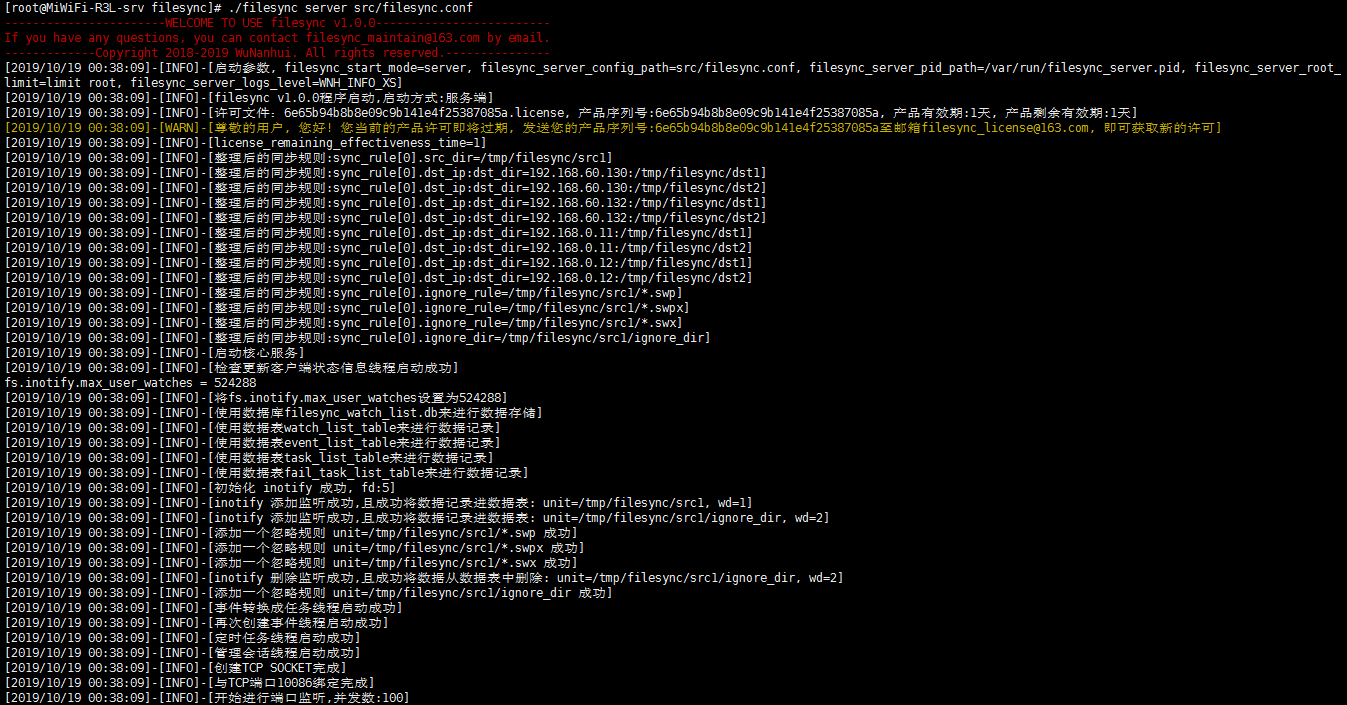 [root@MiWiFi-R3L-srv filesync]# ./filesync server src/filesync.conf
-----------------------WELCOME TO USE filesync v1.0.0-------------------------
If you have any questions, you can contact filesync_maintain@163.com by email.
-------------Copyright 2018-2019 WuNanhui. All rights reserved.---------------
[2019/10/19 00:38:09]-[INFO]-[启动参数, filesync_start_mode=server, filesync_server_config_path=src/filesync.conf, filesync_server_pid_path=/var/run/filesync_server.pid, filesync_server_root_
limit=limit root, filesync_server_logs_level=WNH_INFO_XS]
[2019/10/19 00:38:09]-[INFO]-[filesync v1.0.0程序启动,启动方式:服务端]
[2019/10/19 00:38:09]-[INFO]-[许可文件: 6e65b94b8b8e09c9b141e4f25387085a.license, 产品序列号:6e65b94b8b8e09c9b141e4f25387085a, 产品有效期:1天, 产品剩余有效期:1天]
[2019/10/19 00:38:09]-[WARN]-[尊敬的用户, 您好! 您当前的产品许可即将过期, 发送您的产品序列号:6e65b94b8b8e09c9b141e4f25387085a至邮箱filesync_license@163.com, 即可获取新的许可]
[2019/10/19 00:38:09]-[INFO]-[license_remaining_effectiveness_time=1]
[2019/10/19 00:38:09]-[INFO]-[整理后的同步规则:sync_rule[0].src_dir=/tmp/filesync/src1]
[2019/10/19 00:38:09]-[INFO]-[整理后的同步规则:sync_rule[0].dst_ip:dst_dir=192.168.60.130:/tmp/filesync/dst1]
[2019/10/19 00:38:09]-[INFO]-[整理后的同步规则:sync_rule[0].dst_ip:dst_dir=192.168.60.130:/tmp/filesync/dst2]
[2019/10/19 00:38:09]-[INFO]-[整理后的同步规则:sync_rule[0].dst_ip:dst_dir=192.168.60.132:/tmp/filesync/dst1]
[2019/10/19 00:38:09]-[INFO]-[整理后的同步规则:sync_rule[0].dst_ip:dst_dir=192.168.60.132:/tmp/filesync/dst2]
[2019/10/19 00:38:09]-[INFO]-[整理后的同步规则:sync_rule[0].dst_ip:dst_dir=192.168.0.11:/tmp/filesync/dst1]
[2019/10/19 00:38:09]-[INFO]-[整理后的同步规则:sync_rule[0].dst_ip:dst_dir=192.168.0.11:/tmp/filesync/dst2]
[2019/10/19 00:38:09]-[INFO]-[整理后的同步规则:sync_rule[0].dst_ip:dst_dir=192.168.0.12:/tmp/filesync/dst1]
[2019/10/19 00:38:09]-[INFO]-[整理后的同步规则:sync_rule[0].dst_ip:dst_dir=192.168.0.12:/tmp/filesync/dst2]
[2019/10/19 00:38:09]-[INFO]-[整理后的同步规则:sync_rule[0].ignore_rule=/tmp/filesync/src1/*.swp]
[2019/10/19 00:38:09]-[INFO]-[整理后的同步规则:sync_rule[0].ignore_rule=/tmp/filesync/src1/*.swpx]
[2019/10/19 00:38:09]-[INFO]-[整理后的同步规则:sync_rule[0].ignore_rule=/tmp/filesync/src1/*.swx]
[2019/10/19 00:38:09]-[INFO]-[整理后的同步规则:sync_rule[0].ignore_dir=/tmp/filesync/src1/ignore_dir]
[2019/10/19 00:38:09]-[INFO]-[启动核心服务]
[2019/10/19 00:38:09]-[INFO]-[检查更新客户端状态信息线程启动成功]
fs.inotify.max_user_watches = 524288
[2019/10/19 00:38:09]-[INFO]-[将fs.inotify.max_user_watches设置为524288]
[2019/10/19 00:38:09]-[INFO]-[使用数据库filesync_watch_list.db来进行数据存储]
[2019/10/19 00:38:09]-[INFO]-[使用数据表watch_list_table来进行数据记录]
[2019/10/19 00:38:09]-[INFO]-[使用数据表event_list_table来进行数据记录]
[2019/10/19 00:38:09]-[INFO]-[使用数据表task_list_table来进行数据记录]
[2019/10/19 00:38:09]-[INFO]-[使用数据表fail_task_list_table来进行数据记录]
[2019/10/19 00:38:09]-[INFO]-[初始化 inotify 成功, fd:5]
[2019/10/19 00:38:09]-[INFO]-[inotify 添加监听成功,且成功将数据记录进数据表: unit=/tmp/filesync/src1, wd=1]
[2019/10/19 00:38:09]-[INFO]-[inotify 添加监听成功,且成功将数据记录进数据表: unit=/tmp/filesync/src1/ignore_dir, wd=2]
[2019/10/19 00:38:09]-[INFO]-[添加一个忽略规则 unit=/tmp/filesync/src1/*.swp 成功]
[2019/10/19 00:38:09]-[INFO]-[添加一个忽略规则 unit=/tmp/filesync/src1/*.swpx 成功]
[2019/10/19 00:38:09]-[INFO]-[添加一个忽略规则 unit=/tmp/filesync/src1/*.swx 成功]
[2019/10/19 00:38:09]-[INFO]-[inotify 删除监听成功,且成功将数据从数据表中删除: unit=/tmp/filesync/src1/ignore_dir, wd=2]
[2019/10/19 00:38:09]-[INFO]-[添加一个忽略规则 unit=/tmp/filesync/src1/ignore_dir 成功]
[2019/10/19 00:38:09]-[INFO]-[事件转换成任务线程启动成功]
[2019/10/19 00:38:09]-[INFO]-[再次创建事件线程启动成功]
[2019/10/19 00:38:09]-[INFO]-[定时任务线程启动成功]
[2019/10/19 00:38:09]-[INFO]-[管理会话线程启动成功]
[2019/10/19 00:38:09]-[INFO]-[创建TCP SOCKET完成]
[2019/10/19 00:38:09]-[INFO]-[与TCP端口10086绑定完成]
[2019/10/19 00:38:09]-[INFO]-[开始进行端口监听,并发数:100]